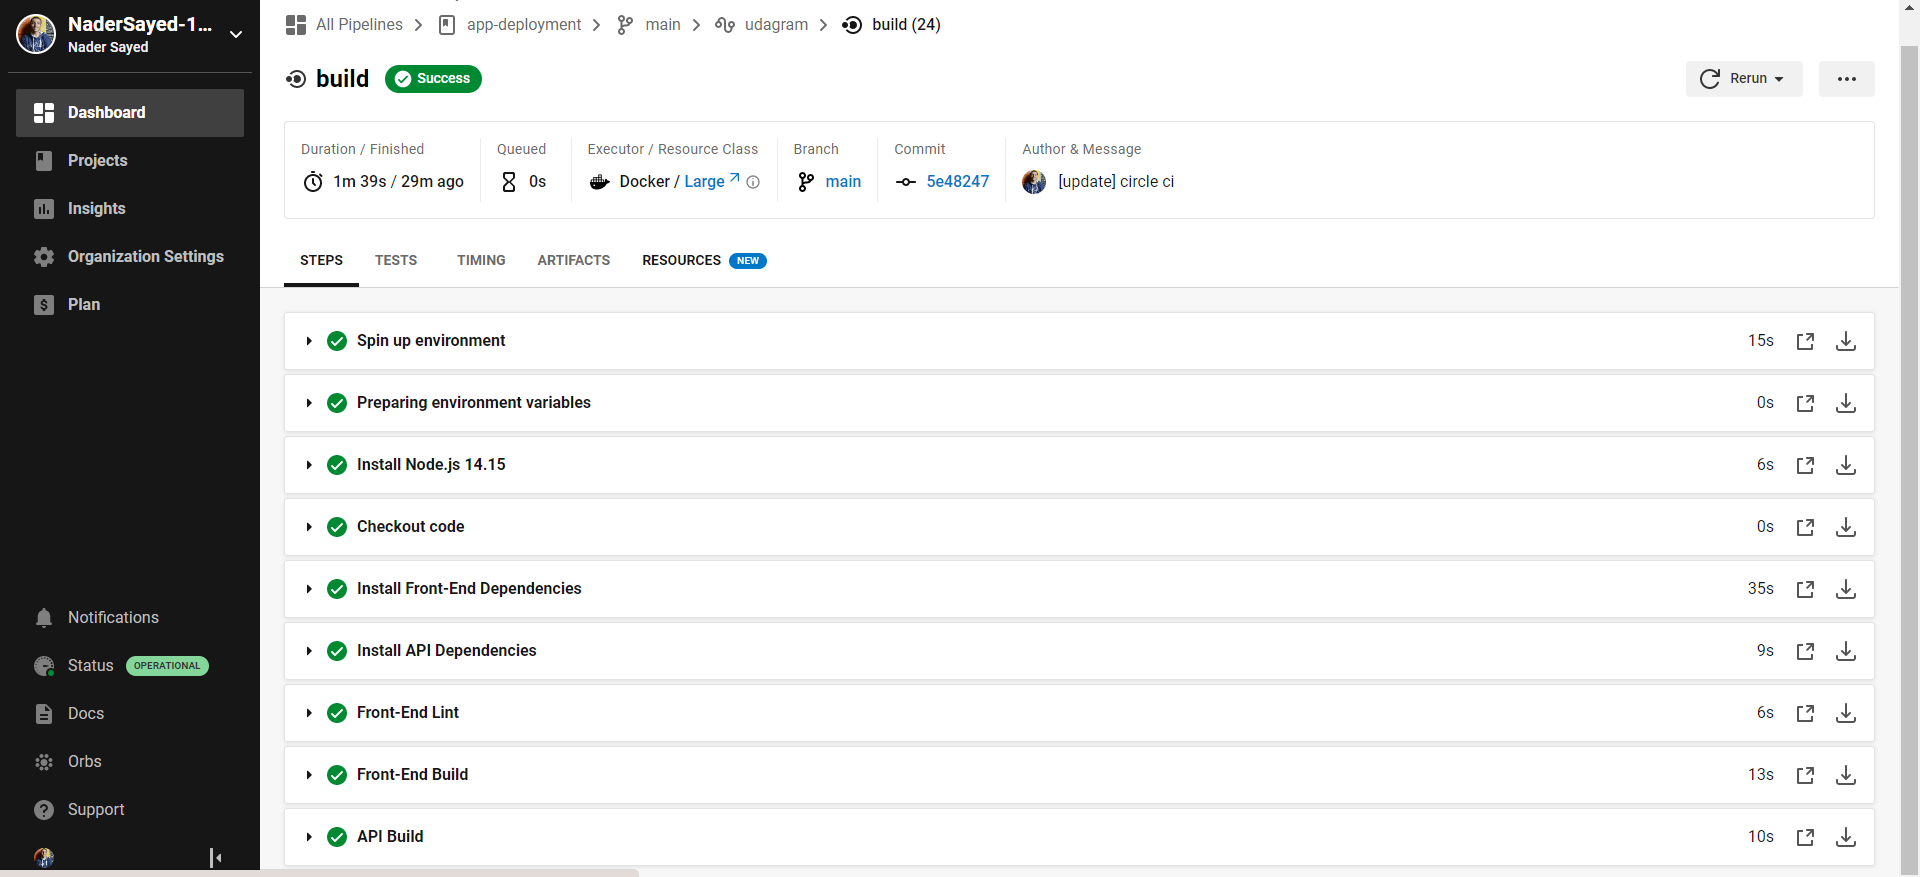 NaderSayed-1...
Nader Sayed
Dashboard
Projects
Insights
Organization Settings
Plan
Notifications
Status OPERATIONAL
Docs
Orbs
Support
All Pipelines app-deployment main udagram build (24)
build Success
Rerun
Duration / Finished
1m 39s / 29m ago
Queued
0s
Executor / Resource Class
Docker / Large
Branch
main
Commit
5e48247
Author & Message
[update] circle ci
STEPS TESTS TIMING ARTIFACTS RESOURCES NEW
Spin up environment 15s
Preparing environment variables 0s
Install Node.js 14.15 6s
Checkout code 0s
Install Front-End Dependencies 35s
Install API Dependencies 9s
Front-End Lint 6s
Front-End Build 13s
API Build 10s